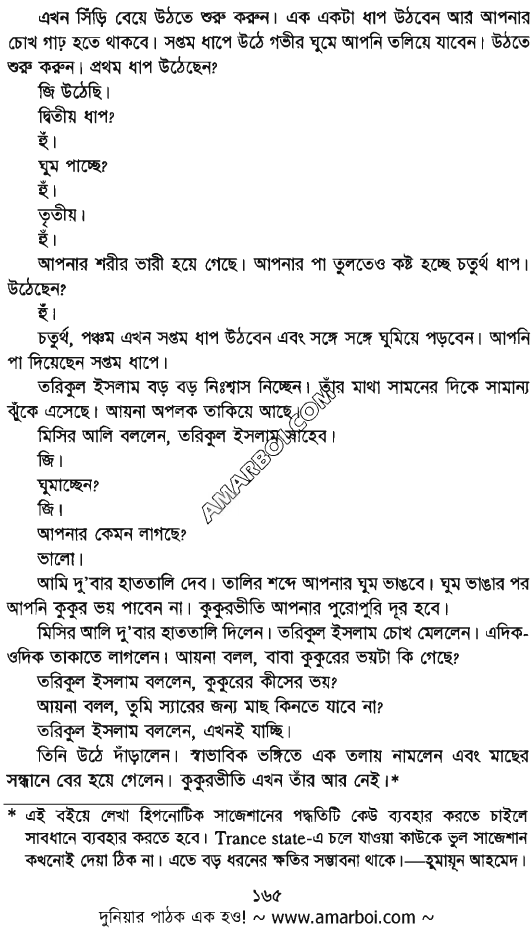 এখন সিঁড়ি বেয়ে উঠতে শুরু করুন। এক একটা ধাপ উঠবেন আর আপনার
চোখ গাঢ় হতে থাকবে। সপ্তম ধাপে উঠে গভীর ঘুমে আপনি তলিয়ে যাবেন। উঠতে
শুরু করুন। প্রথম ধাপ উঠেছেন?
জি উঠেছি।
দ্বিতীয় ধাপ?
হুঁ।
ঘুম পাচ্ছে?
হুঁ।
তৃতীয়।
হুঁ।
আপনার শরীর ভারী হয়ে গেছে। আপনার পা তুলতেও কষ্ট হচ্ছে চতুর্থ ধাপ।
উঠেছেন?
হুঁ।
চতুর্থ, পঞ্চম এখন সপ্তম ধাপ উঠবেন এবং সঙ্গে সঙ্গে ঘুমিয়ে পড়বেন। আপনি
পা দিয়েছেন সপ্তম ধাপে।
তরিকুল ইসলাম বড় বড় নিঃশ্বাস নিচ্ছেন। তাঁর মাথা সামনের দিকে সামান্য
ঝুঁকে এসেছে। আয়না অপলক তাকিয়ে আছে।
মিসির আলি বললেন, তরিকুল ইসলাম সাহেব।
জি।
ঘুমাচ্ছেন?
জি।
আপনার কেমন লাগছে?
ভালো।
আমি দু'বার হাততালি দেব। তালির শব্দে আপনার ঘুম ভাঙবে। ঘুম ভাঙার পর
আপনি কুকুর ভয় পাবেন না। কুকুরভীতি আপনার পুরোপুরি দূর হবে।
মিসির আলি দু'বার হাততালি দিলেন। তরিকুল ইসলাম চোখ মেললেন। এদিক-
ওদিক তাকাতে লাগলেন। আয়না বলল, বাবা কুকুরের ভয়টা কি গেছে?
তরিকুল ইসলাম বললেন, কুকুরের কীসের ভয়?
আয়না বলল, তুমি স্যারের জন্য মাছ কিনতে যাবে না?
তরিকুল ইসলাম বললেন, এখনই যাচ্ছি।
তিনি উঠে দাঁড়ালেন। স্বাভাবিক ভঙ্গিতে এক তলায় নামলেন এবং মাছের
সন্ধানে বের হয়ে গেলেন। কুকুরভীতি এখন তাঁর আর নেই।*
* এই বইয়ে লেখা হিপনোটিক সাজেশানের পদ্ধতিটি কেউ ব্যবহার করতে চাইলে
সাবধানে ব্যবহার করতে হবে। Trance state-এ চলে যাওয়া কাউকে ভুল সাজেশান
কখনোই দেয়া ঠিক না। এতে বড় ধরনের ক্ষতির সম্ভাবনা থাকে।—হুমায়ূন আহমেদ।
১৬৫
দুনিয়ার পাঠক এক হও! ~ www.amarboi.com ~
AMARBOI.COM